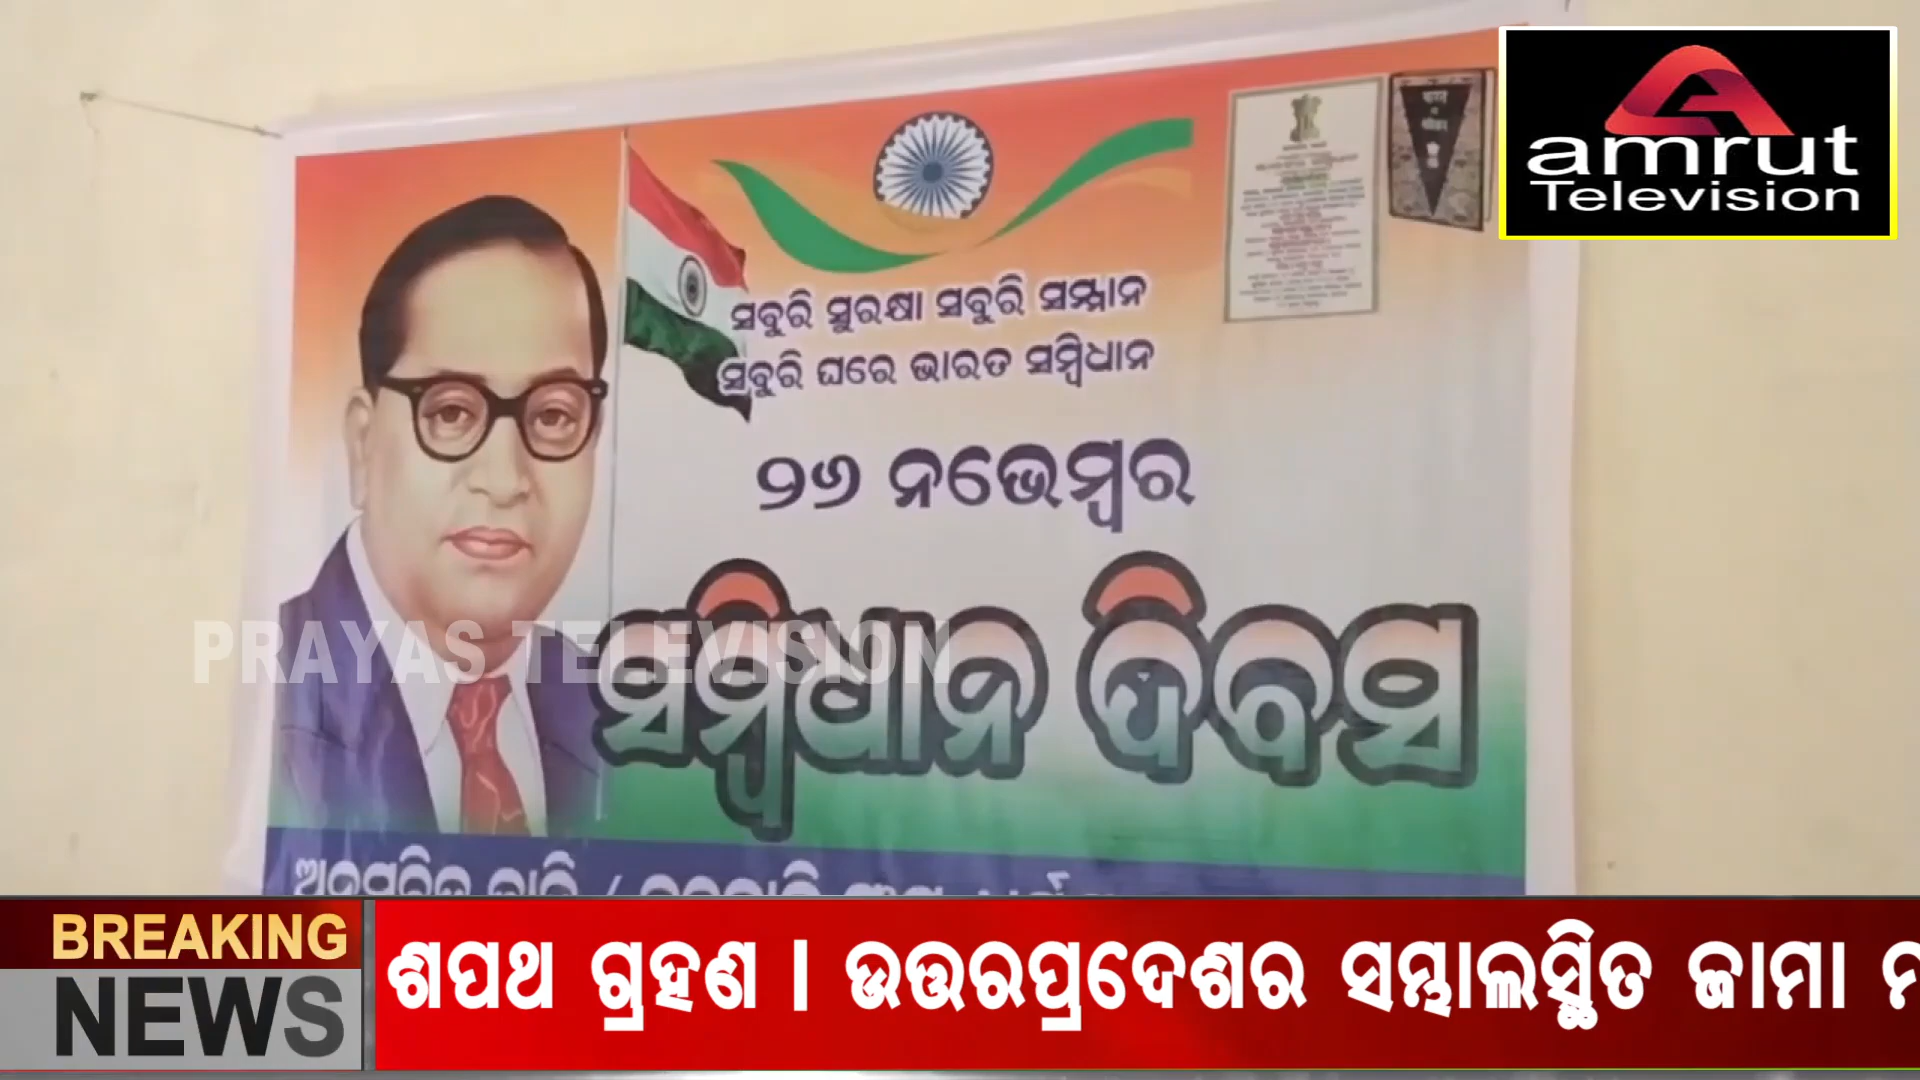 amrut
Television
ସବୁରି ସୁରକ୍ଷା ସବୁରି ସମ୍ମାନ
ସବୁରି ଘରେ ଭାରତ ସମ୍ବିଧାନ
୨୬ ନଭେମ୍ବର
ସମ୍ବିଧାନ ଦିବସ
PRAYAS TELEVISION
BREAKING
NEWS
ଶପଥ ଗ୍ରହଣ । ଉତ୍ତରପ୍ରଦେଶର ସମ୍ଭାଲସ୍ଥିତ ଜାମା